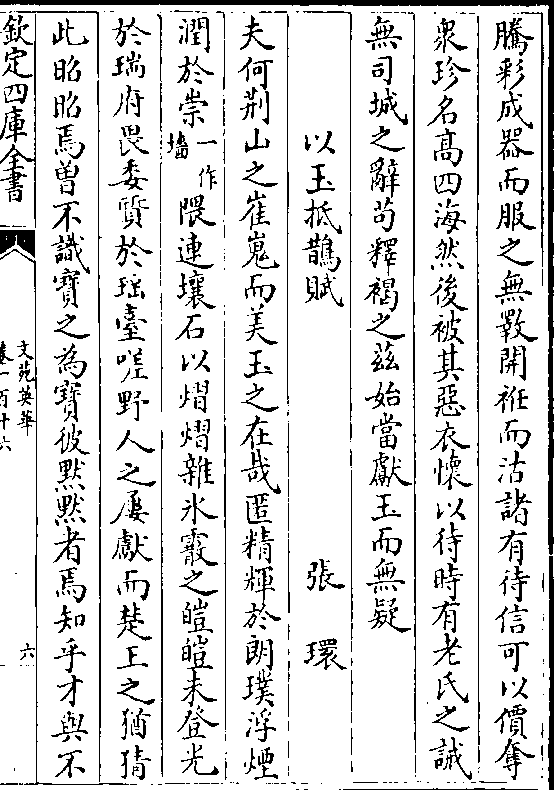 騰彩成器而服之無斁開袵而沽諸有待信可以價奪
衆珍名髙四海然後被其惡衣懷以待時有老氏之誡
無司城之辭苟釋褐之兹始當獻玉而無疑
以玉抵鵲賦　張環
夫何荆山之崔嵬而美玉之在㢤匿精輝於朗璞浮煙
潤於崇墻一作隈連壤石以熠熠雜氷霰之皚皚未登光
於瑞府畏委質於瑶臺嗟野人之屢獻而楚王之猶猜
此昭昭焉曽不識寶之為寶彼黙黙者焉知乎才與不
欽定四庫全書
文苑英華
卷一百十六
六